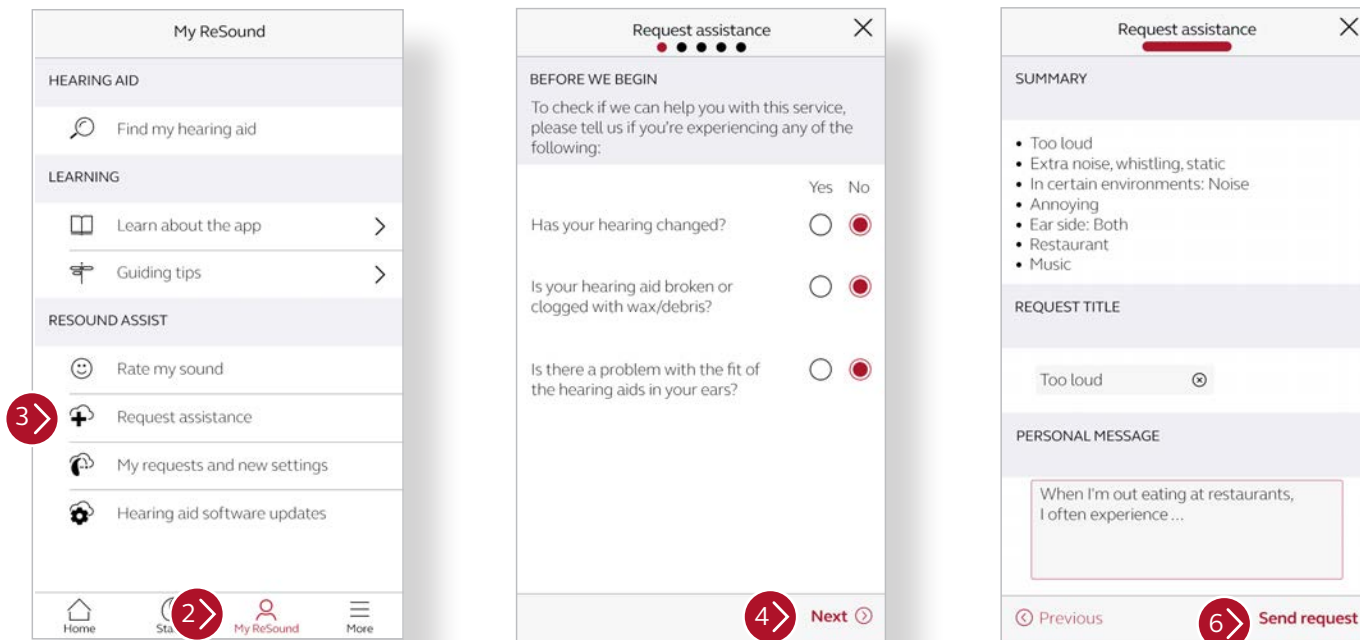 My ReSound
HEARING AID
Find my hearing aid
LEARNING
Learn about the app
Guiding tips
RESOUND ASSIST
Rate my sound
3
Request assistance
My requests and new settings
Hearing aid software updates
Home
2
My ReSound
More
Request assistance
BEFORE WE BEGIN
To check if we can help you with this service,
please tell us if you're experiencing any of the
following:
Yes No
Has your hearing changed?
Is your hearing aid broken or
clogged with wax/debris?
Is there a problem with the fit of
the hearing aids in your ears?
4
Next
Request assistance
SUMMARY
• Too loud
• Extra noise, whistling, static
• In certain environments: Noise
• Annoying
• Ear side: Both
• Restaurant
• Music
REQUEST TITLE
Too loud
PERSONAL MESSAGE
When I'm out eating at restaurants,
I often experience ...
Previous
6
Send request